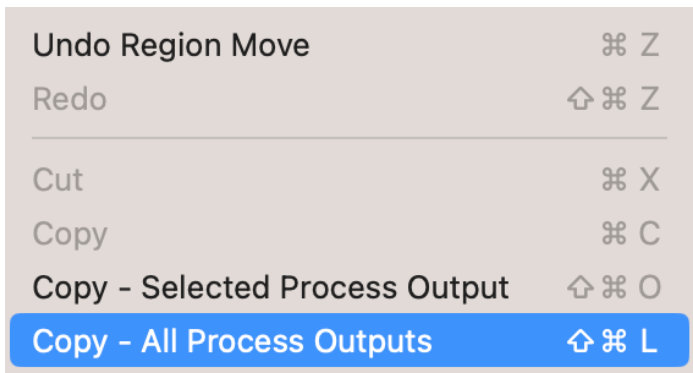 Undo Region Move ⌘ Z
Redo ⇧ ⌘ Z
Cut ⌘ X
Copy ⌘ C
Copy - Selected Process Output ⇧ ⌘ O
Copy - All Process Outputs ⇧ ⌘ L